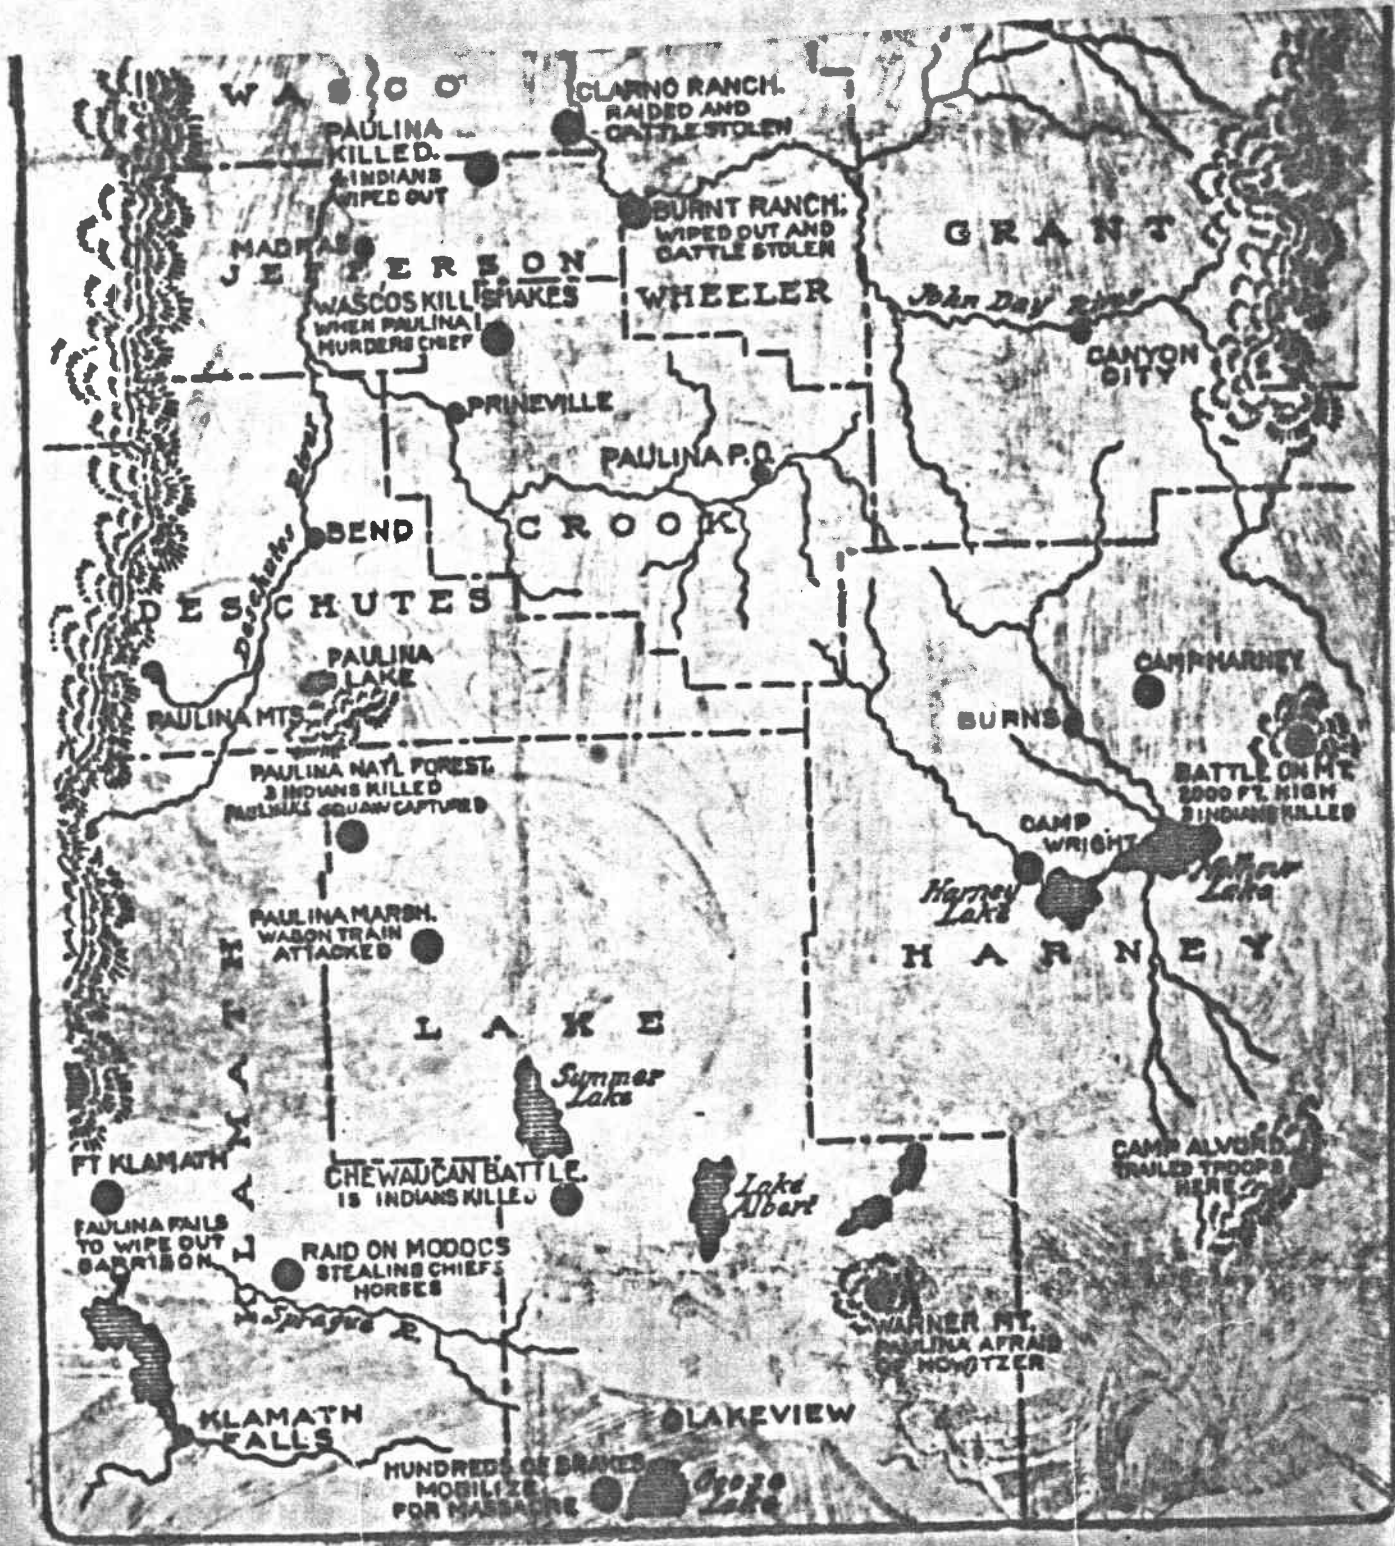 WA
CLARNO RANCH.
RAIDED AND
CATTLE STOLEN
PAULINA
KILLED.
4 INDIANS
WIPED OUT
BURNT RANCH.
WIPED OUT AND
CATTLE STOLEN
GRANT
MADRAS
JEFFERSON
WASCOS KILL SNAKES
WHEN PAULINA
MURDERS CHIEF
WHEELER
John Day River
CANYON
CITY
PRINEVILLE
PAULINA P.O.
Deschutes River
BEND
CROOK
DESCHUTES
PAULINA
LAKE
PAULINA MTS.
CAMP HARNEY
BURNS
PAULINA NAT'L FOREST.
3 INDIANS KILLED
PAULINA'S SQUAW CAPTURED
BATTLE ON MT.
2000 FT. HIGH
INDIANS KILLED
CAMP
WRIGHT
Harney
Lake
Lake
PAULINA MARSH.
WAGON TRAIN
ATTACKED
HARNEY
LAKE
KLAMATH
Summer
Lake
FT KLAMATH
PAULINA FAILS
TO WIPE OUT
GARRISON
CHEWAUCAN BATTLE.
15 INDIANS KILLED
Lake
Albert
CAMP ALVORD.
TRAILED TROOPS
HERE
RAID ON MODOCS
STEALING CHIEFS
HORSES
Sprague R.
WARNER MT.
PAULINA AFRAID
OF HOWITZER
KLAMATH
FALLS
LAKEVIEW
HUNDREDS OF SNAKES
MOBILIZE
FOR MASSACRE
Goose
Lake